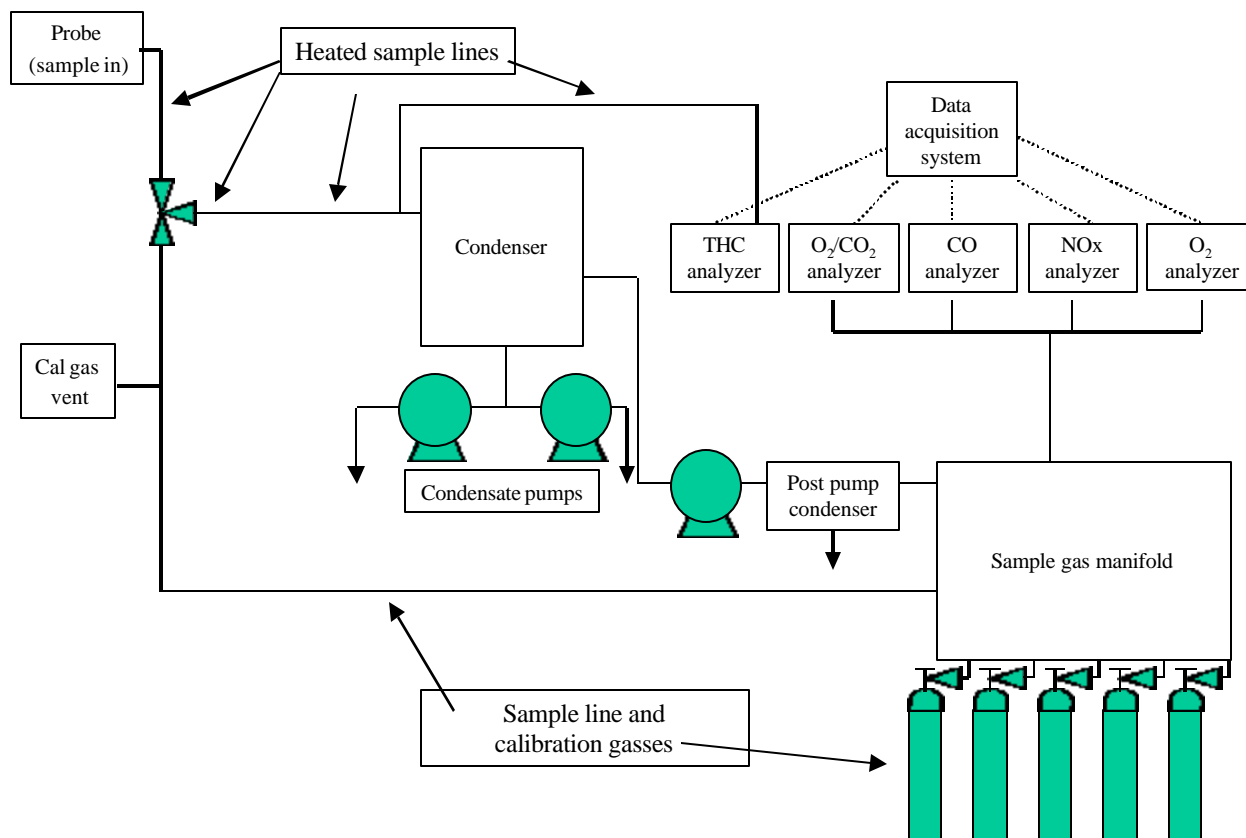 Probe
(sample in)
Heated sample lines
Data
acquisition
system
Condenser
THC
analyzer
O₂/CO₂
analyzer
CO
analyzer
NOx
analyzer
O₂
analyzer
Cal gas
vent
Condensate pumps
Post pump
condenser
Sample gas manifold
Sample line and
calibration gasses